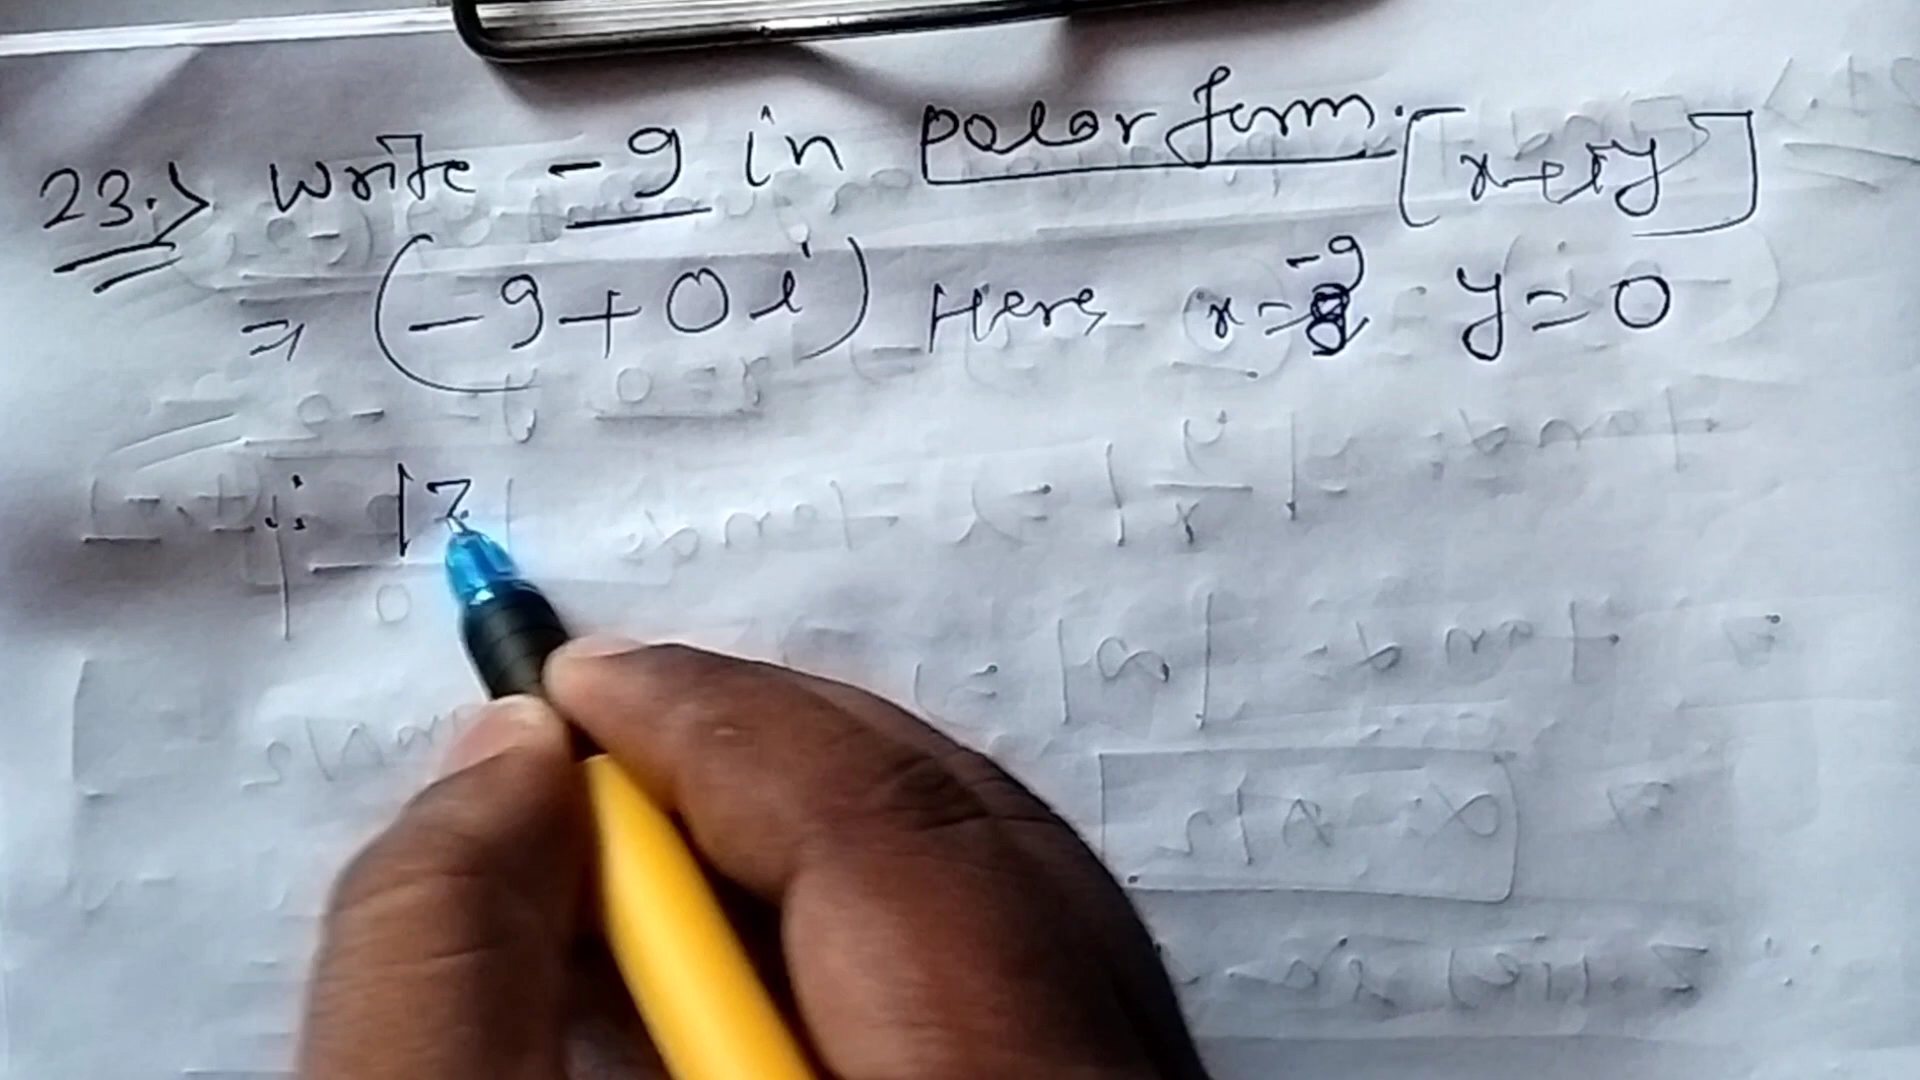 23.> Write -9 in polar form. [x+iy]
⇒ (-9+0i) Here x=-9 y=0
∴ |z